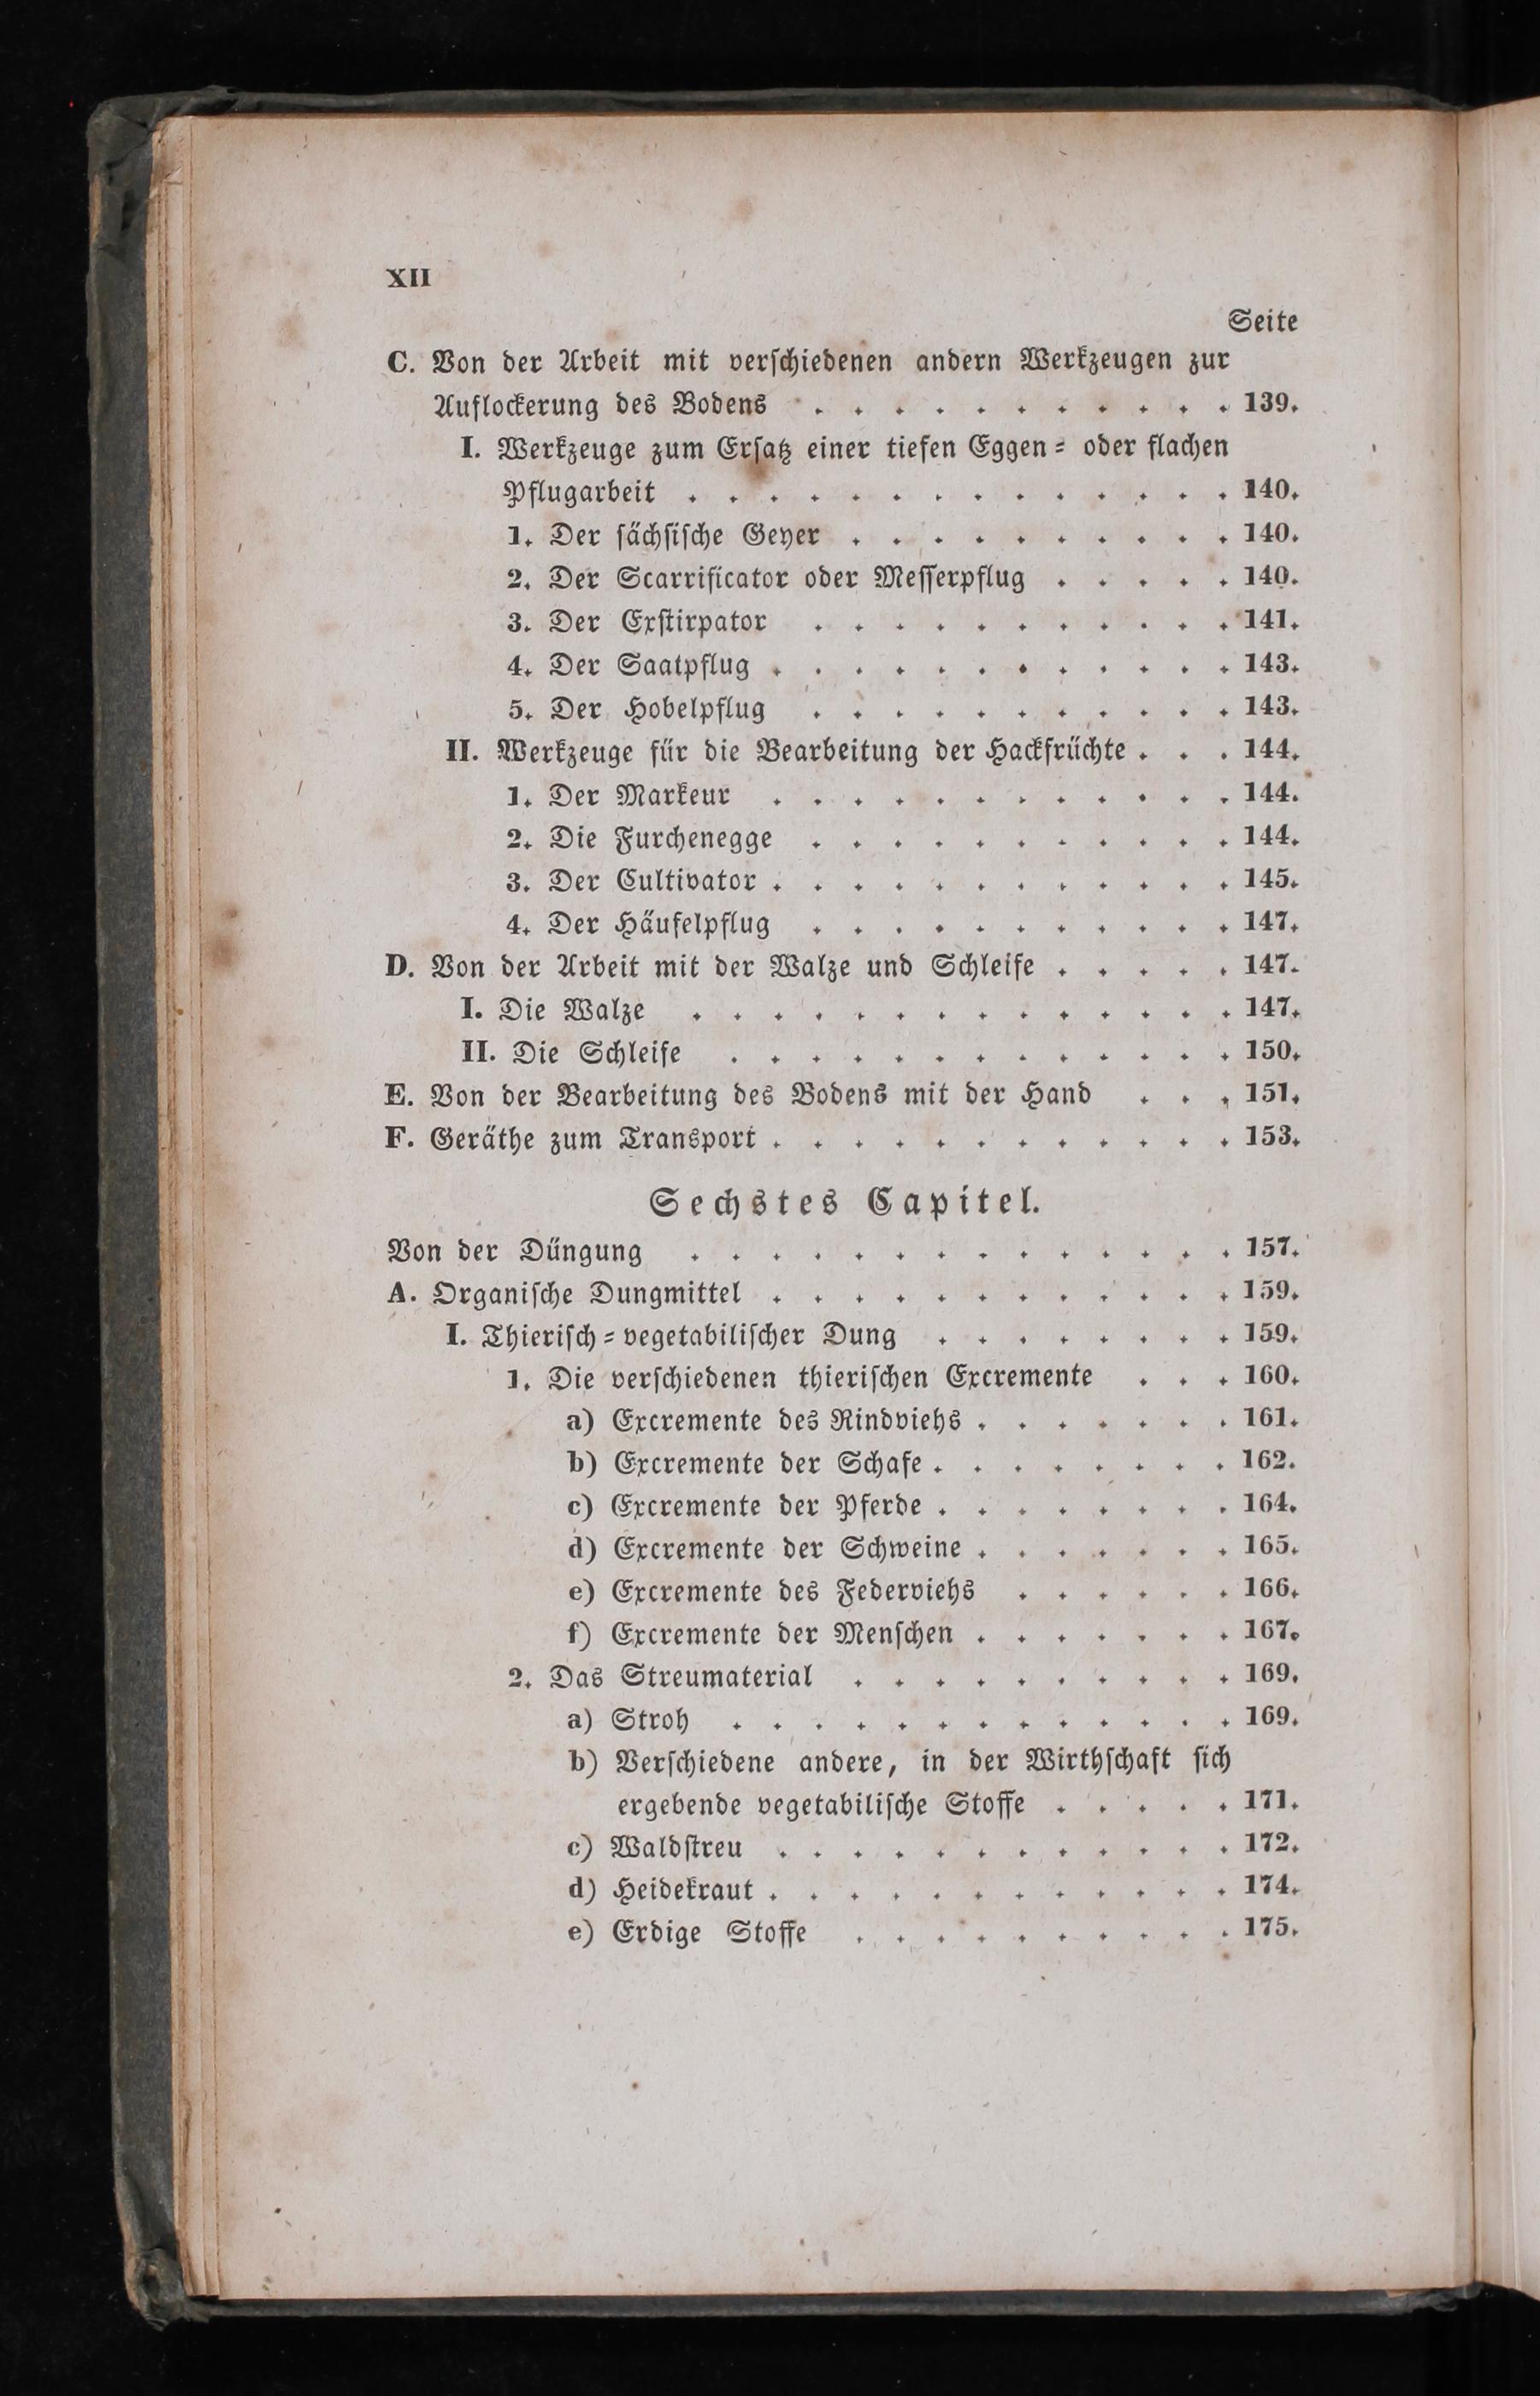 XII
Seite
C. Von der Arbeit mit verschiedenen andern Werkzeugen zur
Auflockerung des Bodens . . . . . . . . . . . 139.
I. Werkzeuge zum Ersatz einer tiefen Eggen- oder flachen
Pflugarbeit . . . . . . . . . . . . . . 140.
1. Der sächsische Geyer . . . . . . . . . . 140.
2. Der Scarrificator oder Messerpflug . . . . . 140.
3. Der Exstirpator . . . . . . . . . . . 141.
4. Der Saatpflug . . . . . . . . . . . . 143.
5. Der Hobelpflug . . . . . . . . . . . 143.
II. Werkzeuge für die Bearbeitung der Hackfrüchte . . . 144.
1. Der Markeur . . . . . . . . . . . . 144.
2. Die Furchenegge . . . . . . . . . . . 144.
3. Der Cultivator . . . . . . . . . . . . 145.
4. Der Häufelpflug . . . . . . . . . . . 147.
D. Von der Arbeit mit der Walze und Schleife . . . . . 147.
I. Die Walze . . . . . . . . . . . . . . 147.
II. Die Schleife . . . . . . . . . . . . . 150.
E. Von der Bearbeitung des Bodens mit der Hand . . . 151.
F. Geräthe zum Transport . . . . . . . . . . . . 153.
Sechstes Capitel.
Von der Düngung . . . . . . . . . . . . . . 157.
A. Organische Dungmittel . . . . . . . . . . . . 159.
I. Thierisch-vegetabilischer Dung . . . . . . . . 159.
1. Die verschiedenen thierischen Excremente . . . 160.
a) Excremente des Rindviehs . . . . . . . 161.
b) Excremente der Schafe . . . . . . . . 162.
c) Excremente der Pferde . . . . . . . . 164.
d) Excremente der Schweine . . . . . . . 165.
e) Excremente des Federviehs . . . . . . 166.
f) Excremente der Menschen . . . . . . . 167.
2. Das Streumaterial . . . . . . . . . . 169.
a) Stroh . . . . . . . . . . . . . 169.
b) Verschiedene andere, in der Wirthschaft sich
ergebende vegetabilische Stoffe . . . . . 171.
c) Waldstreu . . . . . . . . . . . . 172.
d) Heidekraut . . . . . . . . . . . . 174.
e) Erdige Stoffe . . . . . . . . . . 175.